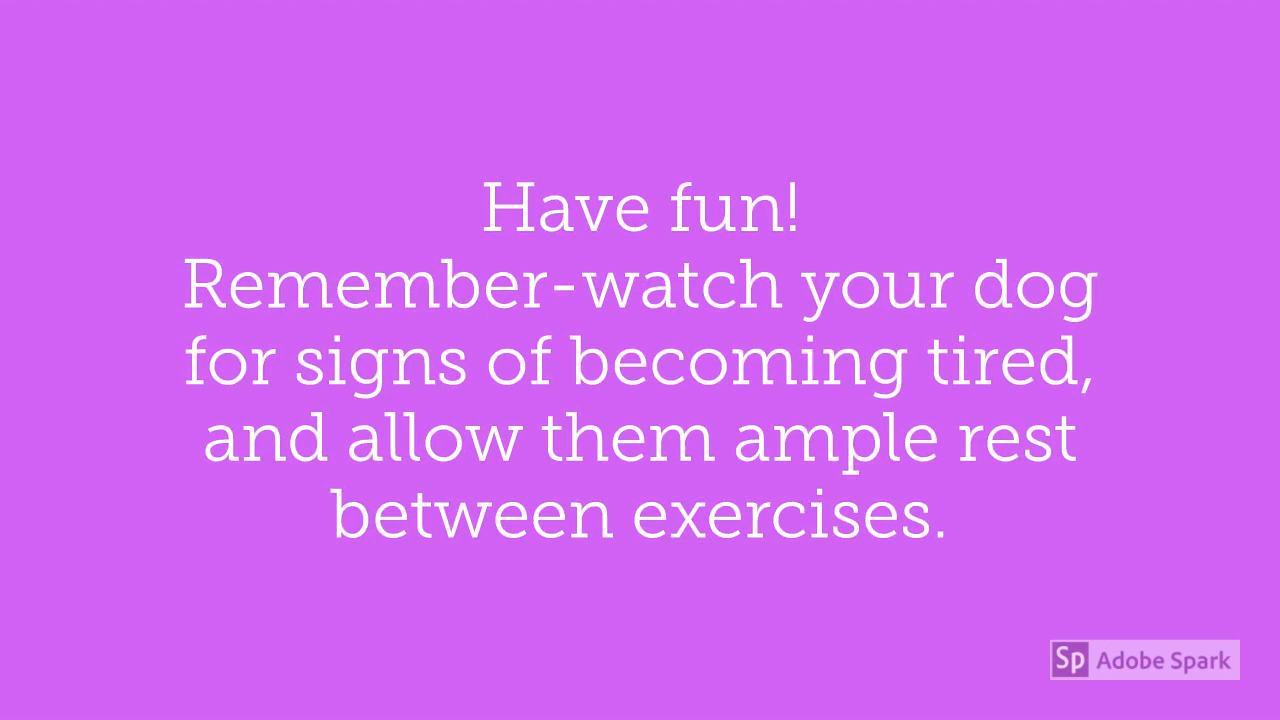 Have fun!
Remember-watch your dog
for signs of becoming tired,
and allow them ample rest
between exercises.
Sp Adobe Spark